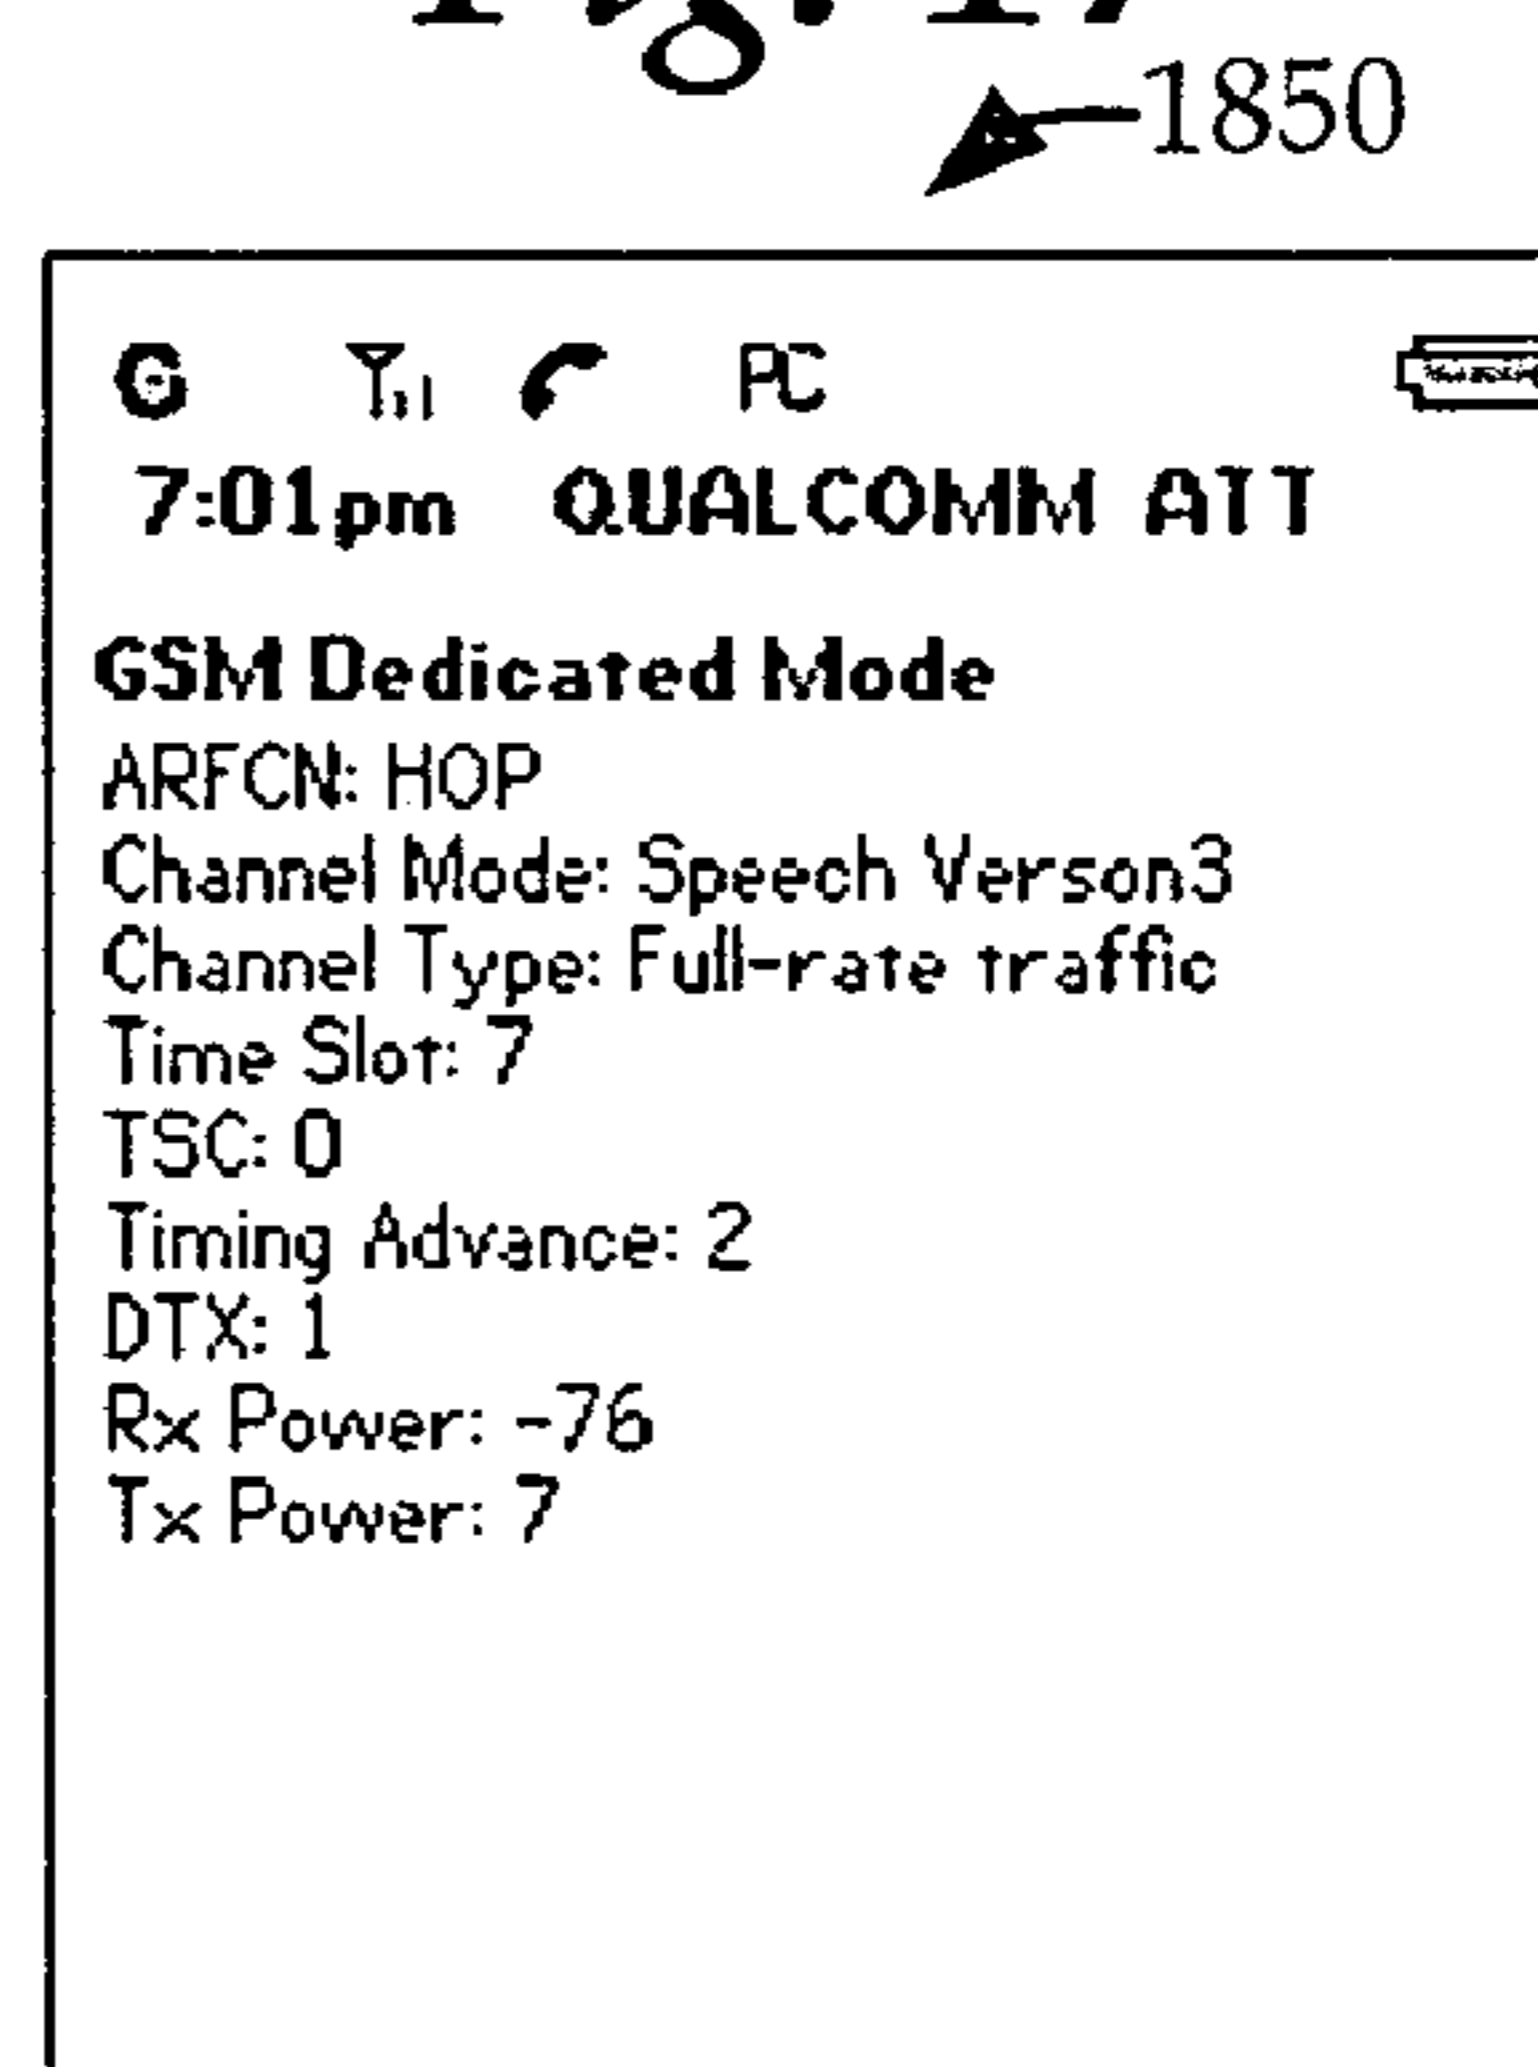 1850
G PC
7:01pm QUALCOMM ATT
GSM Dedicated Mode
ARFCN: HOP
Channel Mode: Speech Verson3
Channel Type: Full-rate traffic
Time Slot: 7
TSC: 0
Timing Advance: 2
DTX: 1
Rx Power: -76
Tx Power: 7